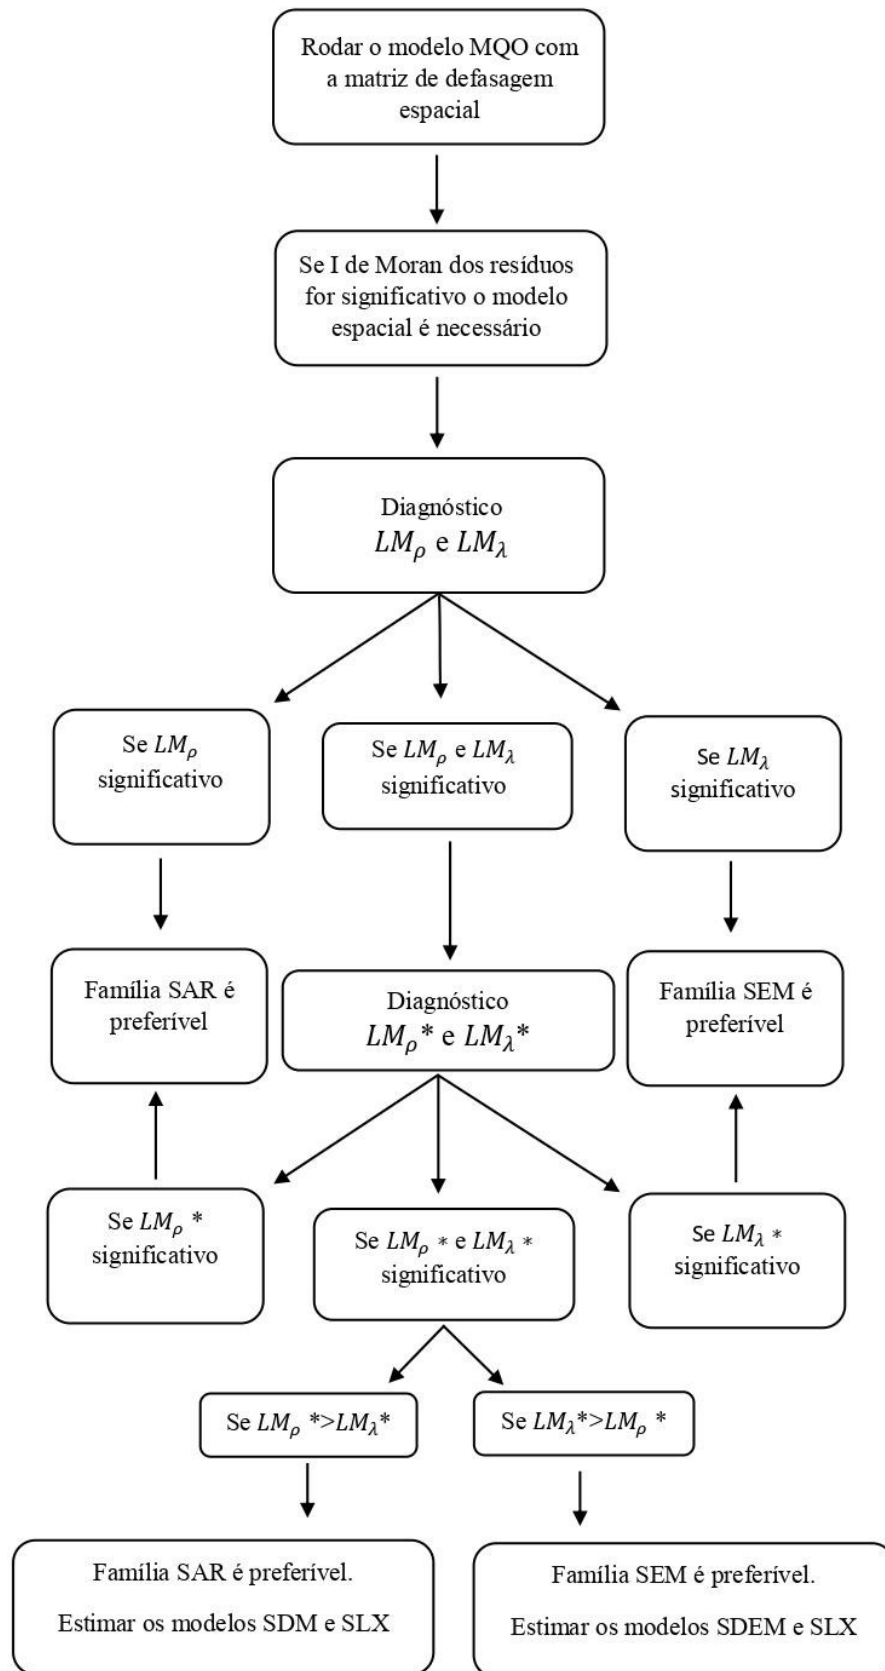 Rodar o modelo MQO com
a matriz de defasagem
espacial
Se I de Moran dos resíduos
for significativo o modelo
espacial é necessário
Diagnóstico
LMρ e LMλ
Se LMρ
significativo
Se LMρ e LMλ
significativo
Se LMλ
significativo
Família SAR é
preferível
Diagnóstico
LMρ* e LMλ*
Família SEM é
preferível
Se LMρ *
significativo
Se LMρ * e LMλ *
significativo
Se LMλ *
significativo
Se LMρ *>LMλ*
Se LMλ*>LMρ *
Família SAR é preferível.
Estimar os modelos SDM e SLX
Família SEM é preferível.
Estimar os modelos SDEM e SLX